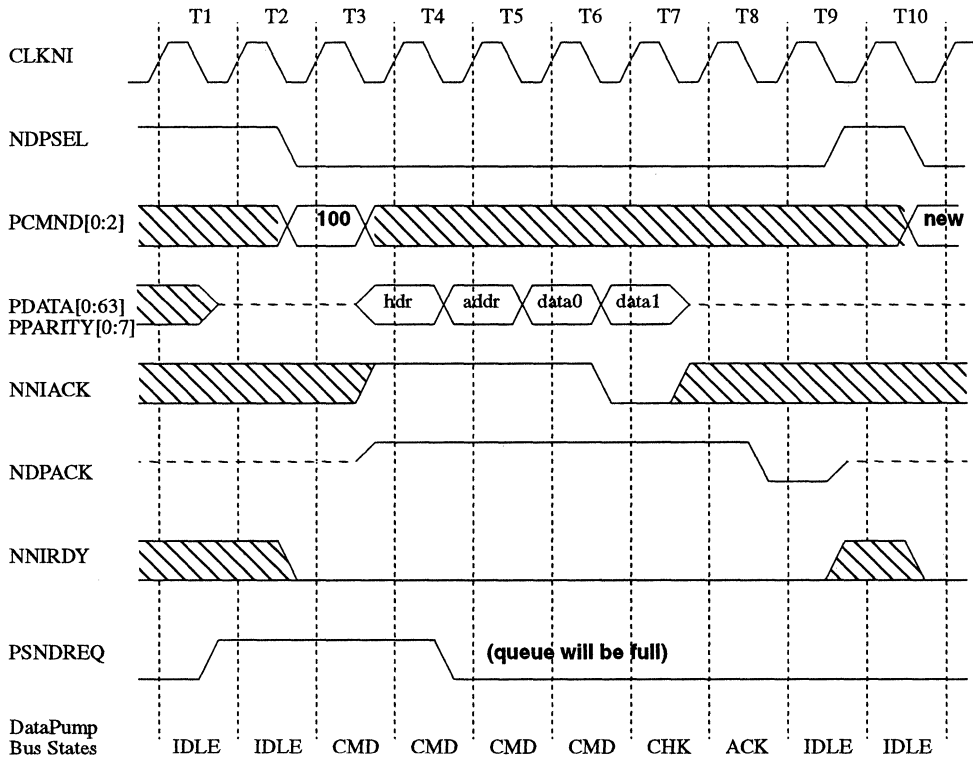 T1 T2 T3 T4 T5 T6 T7 T8 T9 T10
CLKNI
NDPSEL
PCMND[0:2] 100 new
PDATA[0:63] hdr addr data0 data1
PPARITY[0:7]
NNIACK
NDPACK
NNIRDY
PSNDREQ (queue will be full)
DataPump
Bus States IDLE IDLE CMD CMD CMD CMD CHK ACK IDLE IDLE